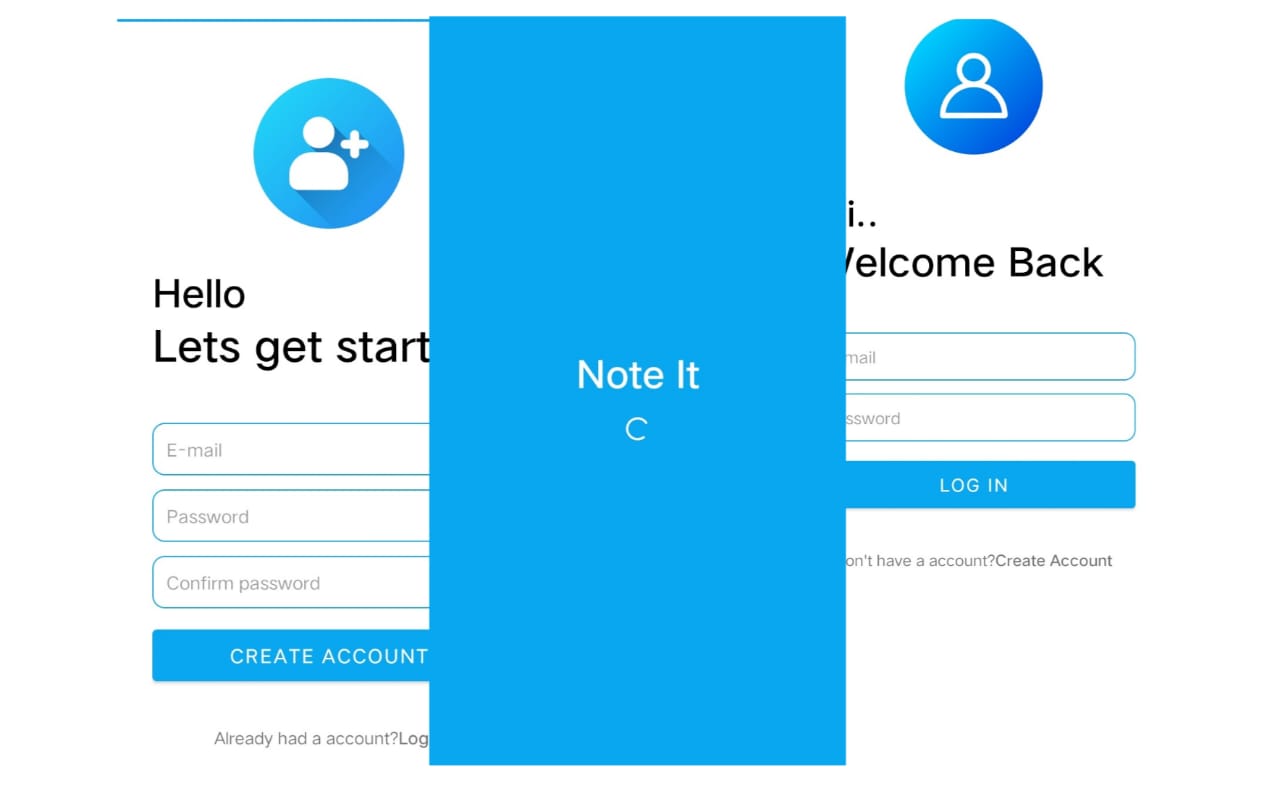 Hello
Lets get start
E-mail
Password
Confirm password
CREATE ACCOUNT
Already had a account?Log
Note It
i..
elcome Back
mail
ssword
LOG IN
on't have a account?Create Account